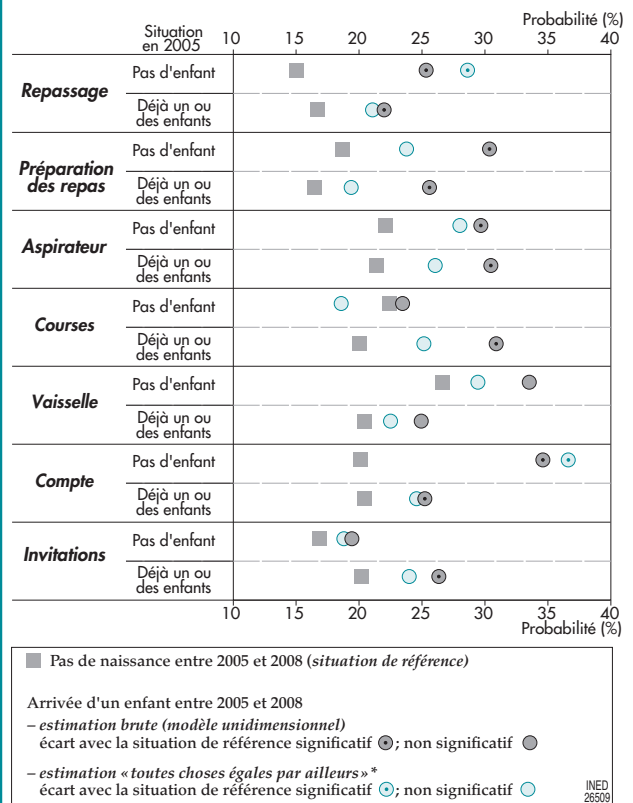 Probabilité (%)
Situation
en 2005
10 15 20 25 30 35 40
Repassage
Pas d'enfant
Déjà un ou
des enfants
Préparation
des repas
Pas d'enfant
Déjà un ou
des enfants
Aspirateur
Pas d'enfant
Déjà un ou
des enfants
Courses
Pas d'enfant
Déjà un ou
des enfants
Vaisselle
Pas d'enfant
Déjà un ou
des enfants
Compte
Pas d'enfant
Déjà un ou
des enfants
Invitations
Pas d'enfant
Déjà un ou
des enfants
10 15 20 25 30 35 40
Probabilité (%)
Pas de naissance entre 2005 et 2008 (situation de référence)
Arrivée d'un enfant entre 2005 et 2008
– estimation brute (modèle unidimensionnel)
écart avec la situation de référence significatif ; non significatif
– estimation «toutes choses égales par ailleurs»*
écart avec la situation de référence significatif ; non significatif
INED
26509